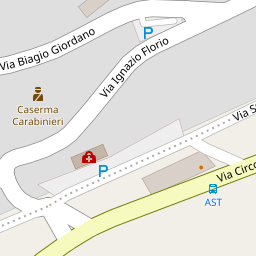 Via Biagio Giordano
P
Via Ignazio Florio
Caserma
Carabinieri
Via S
P
Via Circo
AST